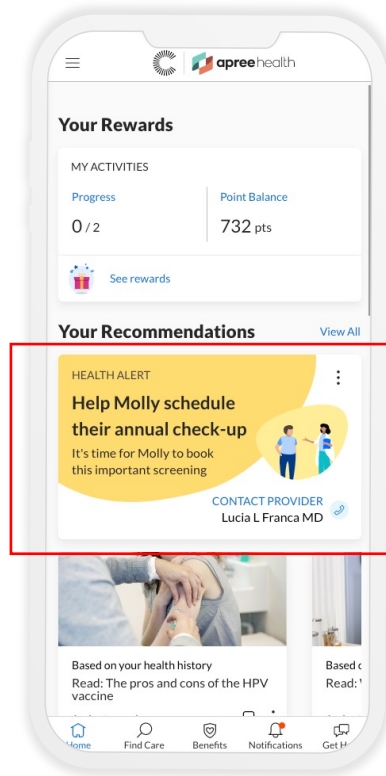 apree health
Your Rewards
MY ACTIVITIES
Progress
Point Balance
0 / 2
732 pts
See rewards
Your Recommendations
View All
HEALTH ALERT
Help Molly schedule
their annual check-up
It's time for Molly to book
this important screening
CONTACT PROVIDER
Lucia L Franca MD
Based on your health history
Read: The pros and cons of the HPV
vaccine
Based
Read:
Home
Find Care
Benefits
Notifications
Get H